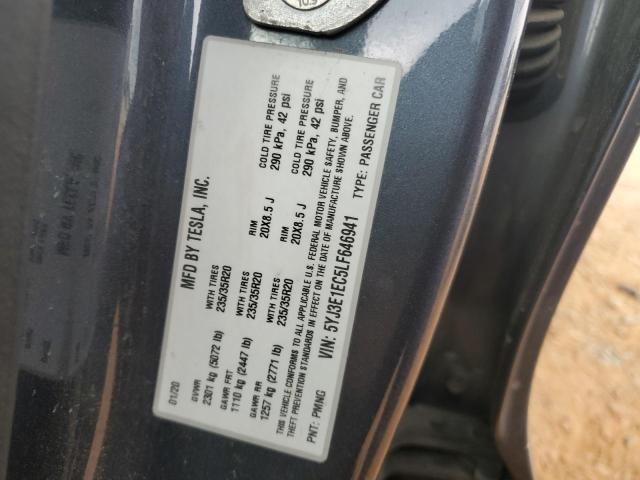 MFD BY TESLA, INC.
01/20
GVWR
2301 kg (5072 lb)
WITH TIRES
235/35R20
RIM
20X8.5 J
COLD TIRE PRESSURE
290 kPa, 42 psi
GAWR FRT
1110 kg (2447 lb)
WITH TIRES
235/35R20
RIM
20X8.5 J
COLD TIRE PRESSURE
290 kPa, 42 psi
GAWR RR
1257 kg (2771 lb)
WITH TIRES
235/35R20
THIS VEHICLE CONFORMS TO ALL APPLICABLE U.S. FEDERAL MOTOR VEHICLE SAFETY, BUMPER, AND
THEFT PREVENTION STANDARDS IN EFFECT ON THE DATE OF MANUFACTURE SHOWN ABOVE.
PNT: PMNG
VIN: 5YJ3E1EC5LF646941
TYPE: PASSENGER CAR